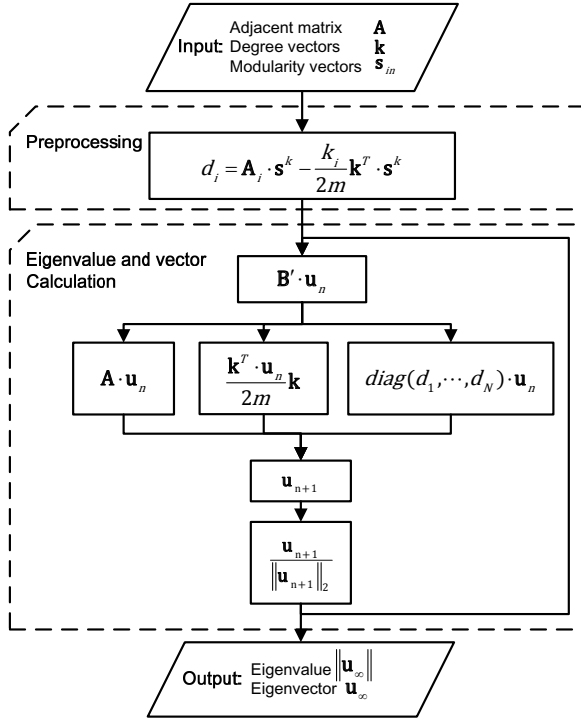 Input: Adjacent matrix A
Degree vectors k
Modularity vectors s_in
Preprocessing
d_i = A_i · s^k − k_i/2m k^T · s^k
Eigenvalue and vector
Calculation
B′ · u_n
A · u_n
k^T · u_n / 2m k
diag(d_1,⋯,d_N) · u_n
u_n+1
u_n+1 / ‖u_n+1‖_2
Output: Eigenvalue ‖u_∞‖
Eigenvector u_∞